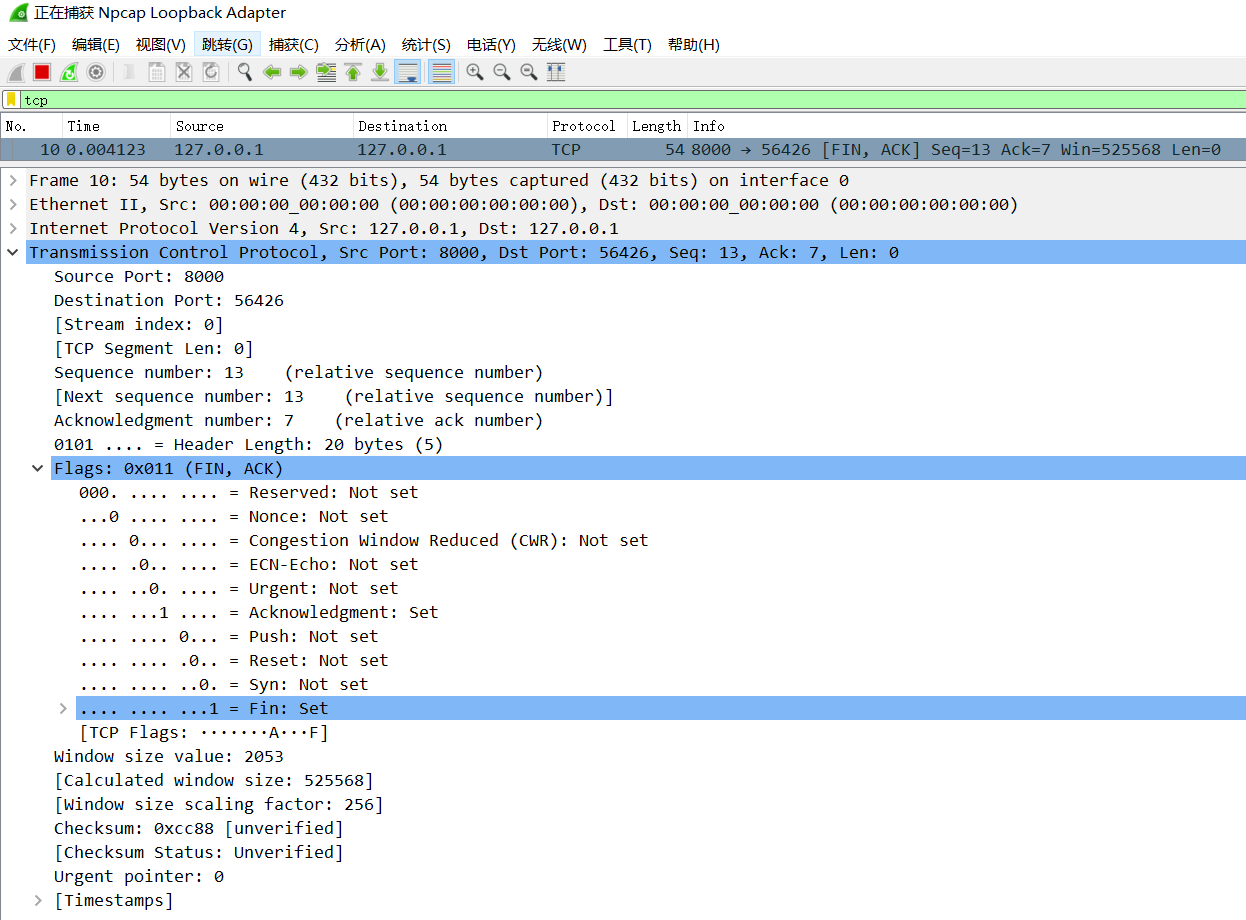 正在捕获 Npcap Loopback Adapter
文件(F) 编辑(E) 视图(V) 跳转(G) 捕获(C) 分析(A) 统计(S) 电话(Y) 无线(W) 工具(T) 帮助(H)
tcp
No. Time Source Destination Protocol Length Info
10 0.004123 127.0.0.1 127.0.0.1 TCP 54 8000 → 56426 [FIN, ACK] Seq=13 Ack=7 Win=525568 Len=0
Frame 10: 54 bytes on wire (432 bits), 54 bytes captured (432 bits) on interface 0
Ethernet II, Src: 00:00:00_00:00:00 (00:00:00:00:00:00), Dst: 00:00:00_00:00:00 (00:00:00:00:00:00)
Internet Protocol Version 4, Src: 127.0.0.1, Dst: 127.0.0.1
Transmission Control Protocol, Src Port: 8000, Dst Port: 56426, Seq: 13, Ack: 7, Len: 0
Source Port: 8000
Destination Port: 56426
[Stream index: 0]
[TCP Segment Len: 0]
Sequence number: 13    (relative sequence number)
[Next sequence number: 13    (relative sequence number)]
Acknowledgment number: 7    (relative ack number)
0101 .... = Header Length: 20 bytes (5)
Flags: 0x011 (FIN, ACK)
000. .... .... = Reserved: Not set
...0 .... .... = Nonce: Not set
.... 0... .... = Congestion Window Reduced (CWR): Not set
.... .0.. .... = ECN-Echo: Not set
.... ..0. .... = Urgent: Not set
.... ...1 .... = Acknowledgment: Set
.... .... 0... = Push: Not set
.... .... .0.. = Reset: Not set
.... .... ..0. = Syn: Not set
.... .... ...1 = Fin: Set
[TCP Flags: ·······A···F]
Window size value: 2053
[Calculated window size: 525568]
[Window size scaling factor: 256]
Checksum: 0xcc88 [unverified]
[Checksum Status: Unverified]
Urgent pointer: 0
[Timestamps]